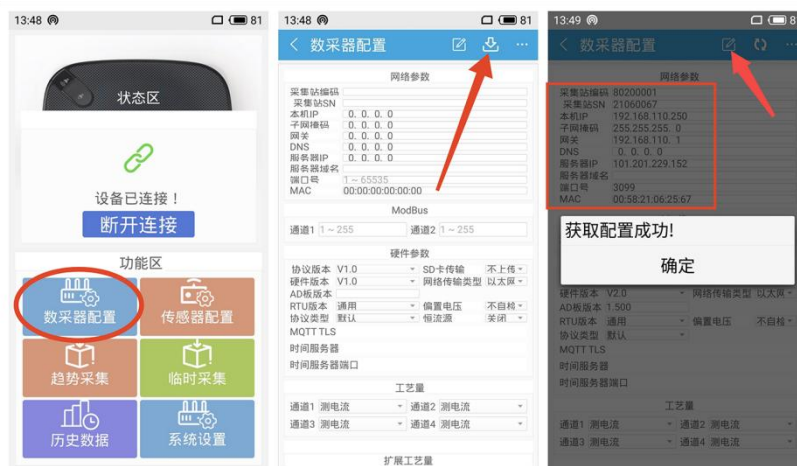 13:48
81
状态区
设备已连接！
断开连接
功能区
数采器配置
传感器配置
趋势采集
临时采集
历史数据
系统设置
13:48
81
数采器配置
网络参数
采集站编码
采集站SN
本机IP 0. 0. 0. 0
子网掩码 0. 0. 0. 0
网关 0. 0. 0. 0
DNS 0. 0. 0. 0
服务器IP 0. 0. 0. 0
服务器域名
端口号 1 ~ 65535
MAC 00:00:00:00:00:00
ModBus
通道1 1 ~ 255 通道2 1 ~ 255
硬件参数
协议版本 V1.0 SD卡传输 不上传
硬件版本 V1.0 网络传输类型 以太网
AD板版本
RTU版本 通用 偏置电压 不自检
协议类型 默认 恒流源 关闭
MQTT TLS
时间服务器
时间服务器端口
工艺量
通道1 测电流 通道2 测电流
通道3 测电流 通道4 测电流
扩展工艺量
13:49
8
数采器配置
网络参数
采集站编码 80200001
采集站SN 21060067
本机IP 192.168.110.250
子网掩码 255.255.255. 0
网关 192.168.110. 1
DNS 0. 0. 0. 0
服务器IP 101.201.229.152
服务器域名
端口号 3099
MAC 00:58:21:06:25:67
获取配置成功!
确定
硬件版本 V2.0 网络传输类型 以太网
AD板版本 1.500
RTU版本 通用 偏置电压 不自检
协议类型 默认
MQTT TLS
时间服务器
时间服务器端口
工艺量
通道1 测电流 通道2 测电流
通道3 测电流 通道4 测电流